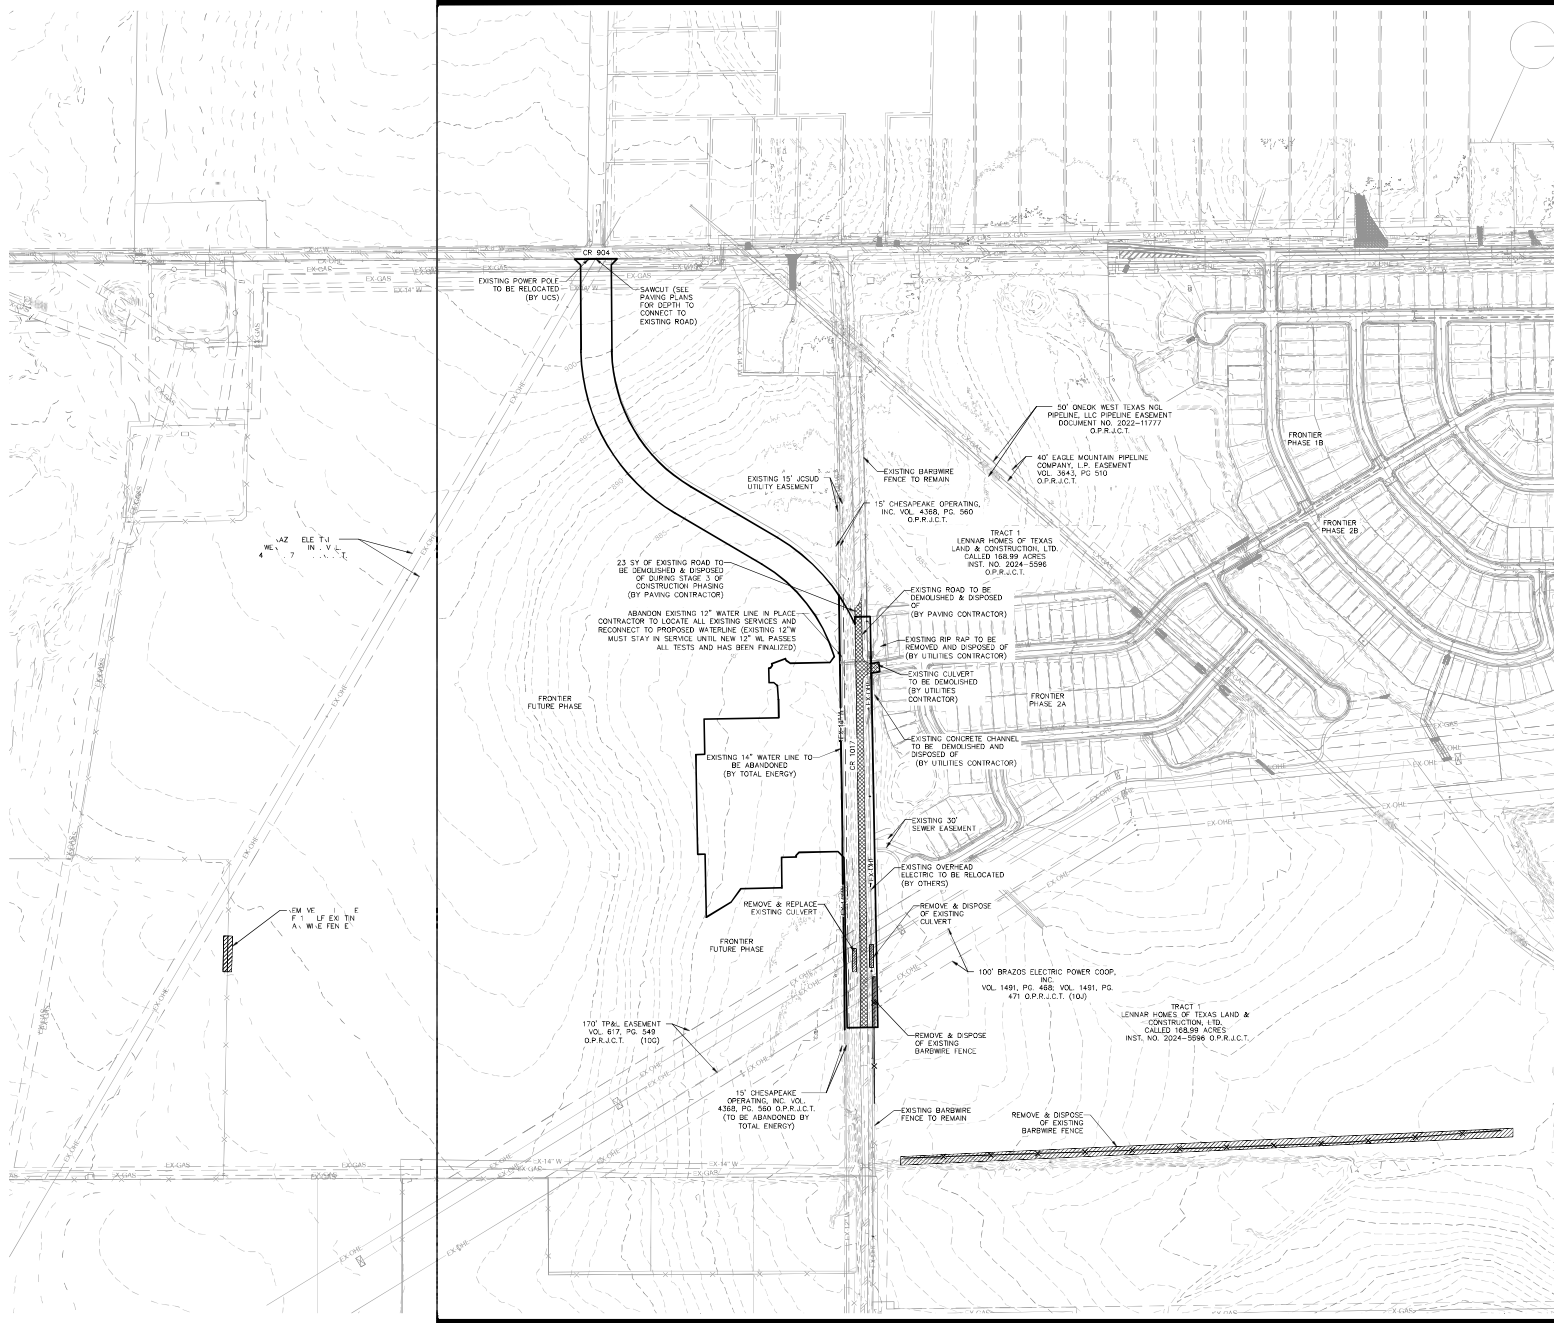 CR 904
EXISTING POWER POLE
TO BE RELOCATED
(BY UCS)
SAWCUT (SEE
PAVING PLANS
FOR DEPTH TO
CONNECT TO
EXISTING ROAD)
50' ONEOK WEST TEXAS NGL
PIPELINE, LLC PIPELINE EASEMENT
DOCUMENT NO. 2022-11777
O.P.R.J.C.T.
FRONTIER
PHASE 1B
40' EAGLE MOUNTAIN PIPELINE
COMPANY, L.P. EASEMENT
VOL. 3643, PG 510
O.P.R.J.C.T.
EXISTING BARBWIRE
FENCE TO REMAIN
EXISTING 15' JCSUD
UTILITY EASEMENT
15' CHESAPEAKE OPERATING,
INC. VOL. 4368, PG. 560
O.P.R.J.C.T.
FRONTIER
PHASE 2B
TRACT 1
LENNAR HOMES OF TEXAS
LAND & CONSTRUCTION, LTD.
CALLED 168.99 ACRES
INST. NO. 2024-5596
O.P.R.J.C.T.
23 SY OF EXISTING ROAD TO
BE DEMOLISHED & DISPOSED
OF DURING STAGE 3 OF
CONSTRUCTION PHASING
(BY PAVING CONTRACTOR)
EXISTING ROAD TO BE
DEMOLISHED & DISPOSED
OF
(BY PAVING CONTRACTOR)
ABANDON EXISTING 12" WATER LINE IN PLACE
CONTRACTOR TO LOCATE ALL EXISTING SERVICES AND
RECONNECT TO PROPOSED WATERLINE (EXISTING 12"W
MUST STAY IN SERVICE UNTIL NEW 12" WL PASSES
ALL TESTS AND HAS BEEN FINALIZED)
EXISTING RIP RAP TO BE
REMOVED AND DISPOSED OF
(BY UTILITIES CONTRACTOR)
EXISTING CULVERT
TO BE DEMOLISHED
(BY UTILITIES
CONTRACTOR)
FRONTIER
FUTURE PHASE
FRONTIER
PHASE 2A
EXISTING CONCRETE CHANNEL
TO BE DEMOLISHED AND
DISPOSED OF
(BY UTILITIES CONTRACTOR)
CR 1017
EXISTING 14" WATER LINE TO
BE ABANDONED
(BY TOTAL ENERGY)
EXISTING 30'
SEWER EASEMENT
EXISTING OVERHEAD
ELECTRIC TO BE RELOCATED
(BY OTHERS)
REMOVE & REPLACE
EXISTING CULVERT
REMOVE & DISPOSE
OF EXISTING
CULVERT
FRONTIER
FUTURE PHASE
100' BRAZOS ELECTRIC POWER COOP,
INC.
VOL. 1491, PG. 468; VOL. 1491, PG.
471 O.P.R.J.C.T. (10J)
TRACT 1
LENNAR HOMES OF TEXAS LAND &
CONSTRUCTION, LTD.
CALLED 168.99 ACRES
INST. NO. 2024-5596 O.P.R.J.C.T.
170' TP&L EASEMENT
VOL. 617, PG. 549
O.P.R.J.C.T. (10G)
REMOVE & DISPOSE
OF EXISTING
BARBWIRE FENCE
15' CHESAPEAKE
OPERATING, INC. VOL.
4368, PG. 560 O.P.R.J.C.T.
(TO BE ABANDONED BY
TOTAL ENERGY)
EXISTING BARBWIRE
FENCE TO REMAIN
REMOVE & DISPOSE
OF EXISTING
BARBWIRE FENCE
EX-GAS
EX-14" W
EX-OHE
EX-OHL